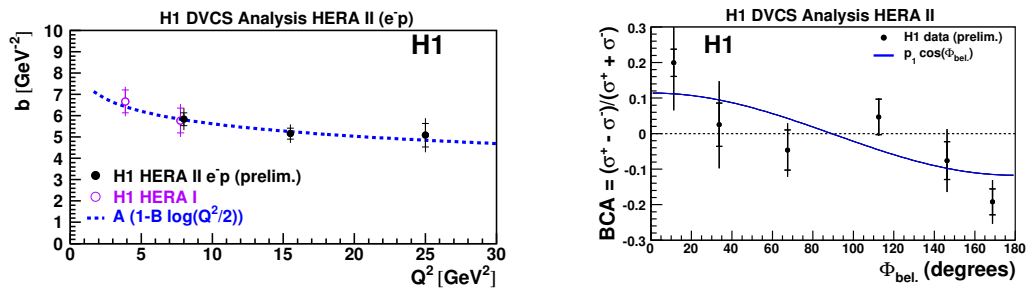 H1 DVCS Analysis HERA II (e⁻p)
H1
b [GeV⁻²]
10
9
8
7
6
5
4
3
2
1
0
H1 HERA II e⁻p (prelim.)
H1 HERA I
A (1-B log(Q²/2))
0 5 10 15 20 25 30
Q² [GeV²]
H1 DVCS Analysis HERA II
H1
H1 data (prelim.)
p₁ cos(Φbel.)
BCA = (σ⁺ - σ⁻)/(σ⁺ + σ⁻)
0.3
0.2
0.1
0
-0.1
-0.2
-0.3
0 20 40 60 80 100 120 140 160 180
Φbel. (degrees)